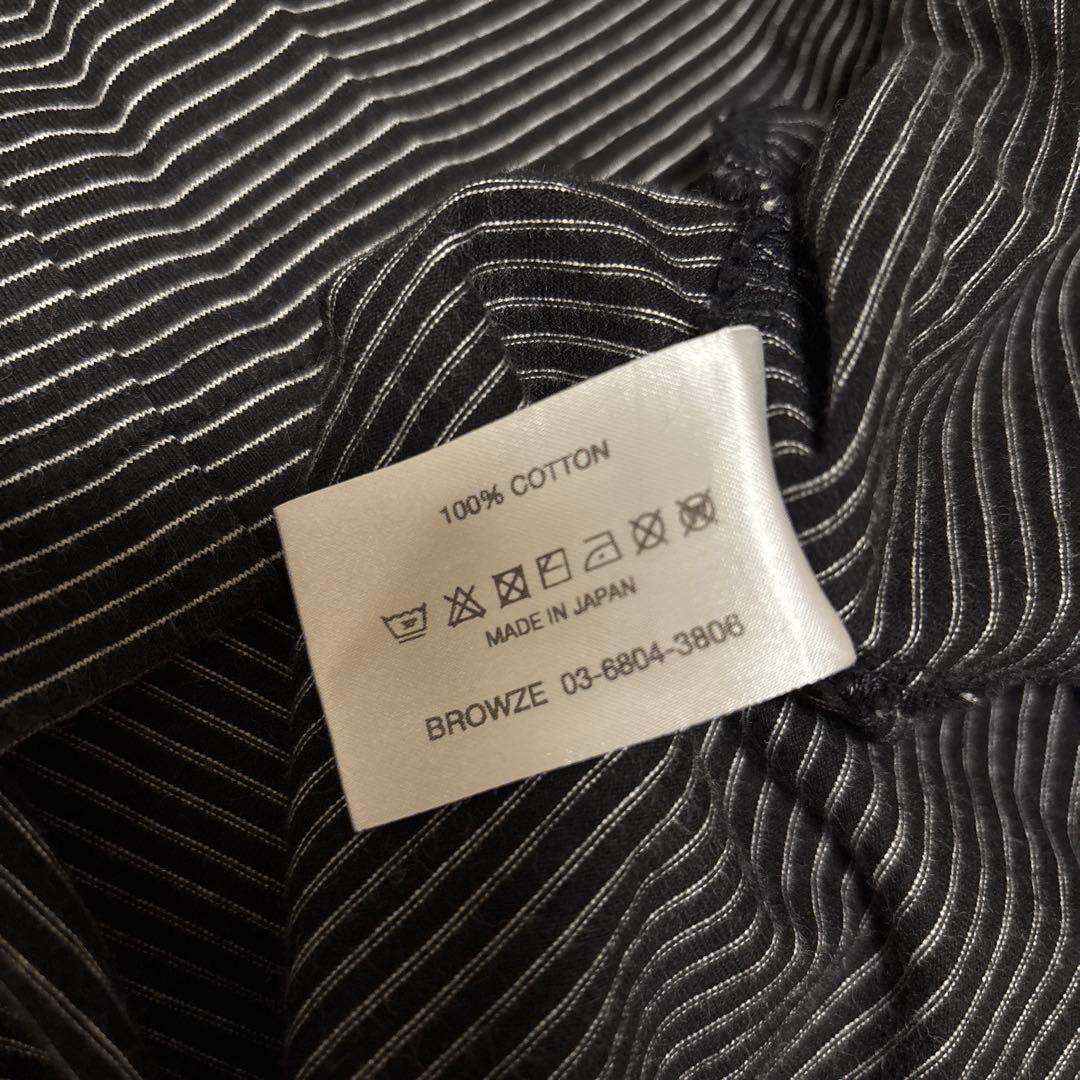 100% COTTON
MADE IN JAPAN
BROWZE 03-6804-3806